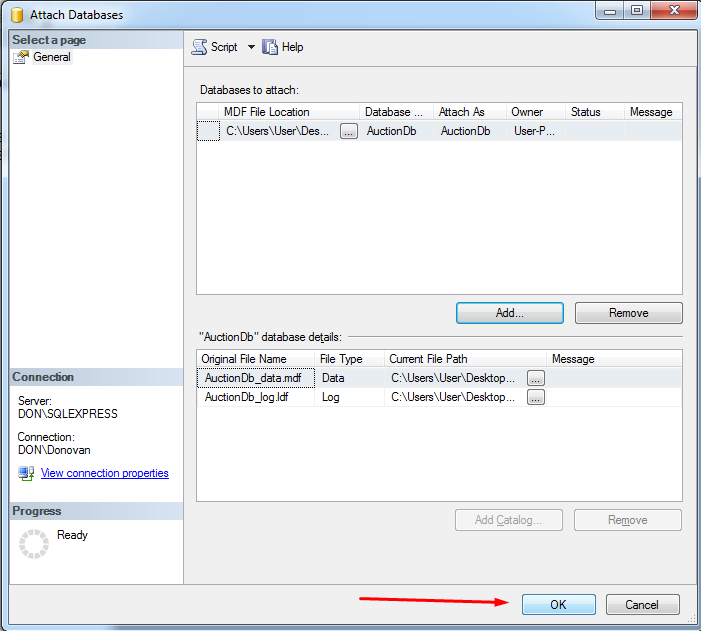 Attach Databases
Select a page
General
Script
Help
Databases to attach:
MDF File Location Database ... Attach As Owner Status Message
C:\Users\User\Des... ... AuctionDb AuctionDb User-P...
Add... Remove
"AuctionDb" database details:
Original File Name File Type Current File Path Message
AuctionDb_data.mdf Data C:\Users\User\Desktop... ...
AuctionDb_log.ldf Log C:\Users\User\Desktop... ...
Add Catalog... Remove
Connection
Server:
DON\SQLEXPRESS
Connection:
DON\Donovan
View connection properties
Progress
Ready
OK Cancel